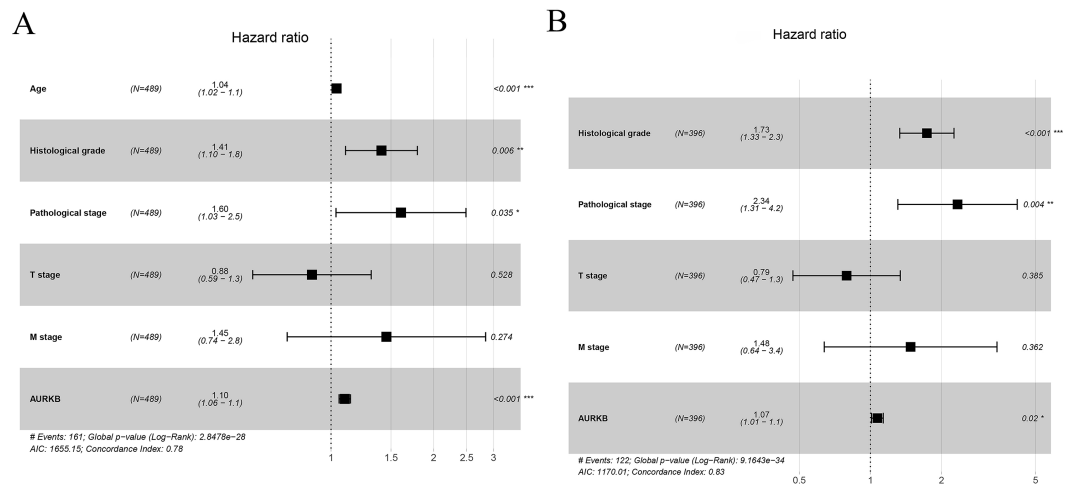 A
Hazard ratio
Age (N=489) 1.04 <0.001 ***
(1.02 − 1.1)
Histological grade (N=489) 1.41 0.006 **
(1.10 − 1.8)
Pathological stage (N=489) 1.60 0.035 *
(1.03 − 2.5)
T stage (N=489) 0.88 0.528
(0.59 − 1.3)
M stage (N=489) 1.45 0.274
(0.74 − 2.8)
AURKB (N=489) 1.10 <0.001 ***
(1.06 − 1.1)
# Events: 161; Global p−value (Log−Rank): 2.8478e−28
AIC: 1655.15; Concordance Index: 0.78
1 1.5 2 2.5 3
B
Hazard ratio
Histological grade (N=396) 1.73 <0.001 ***
(1.33 − 2.3)
Pathological stage (N=396) 2.34 0.004 **
(1.31 − 4.2)
T stage (N=396) 0.79 0.385
(0.47 − 1.3)
M stage (N=396) 1.48 0.362
(0.64 − 3.4)
AURKB (N=396) 1.07 0.02 *
(1.01 − 1.1)
# Events: 122; Global p−value (Log−Rank): 9.1643e−34
AIC: 1170.01; Concordance Index: 0.83
0.5 1 2 5